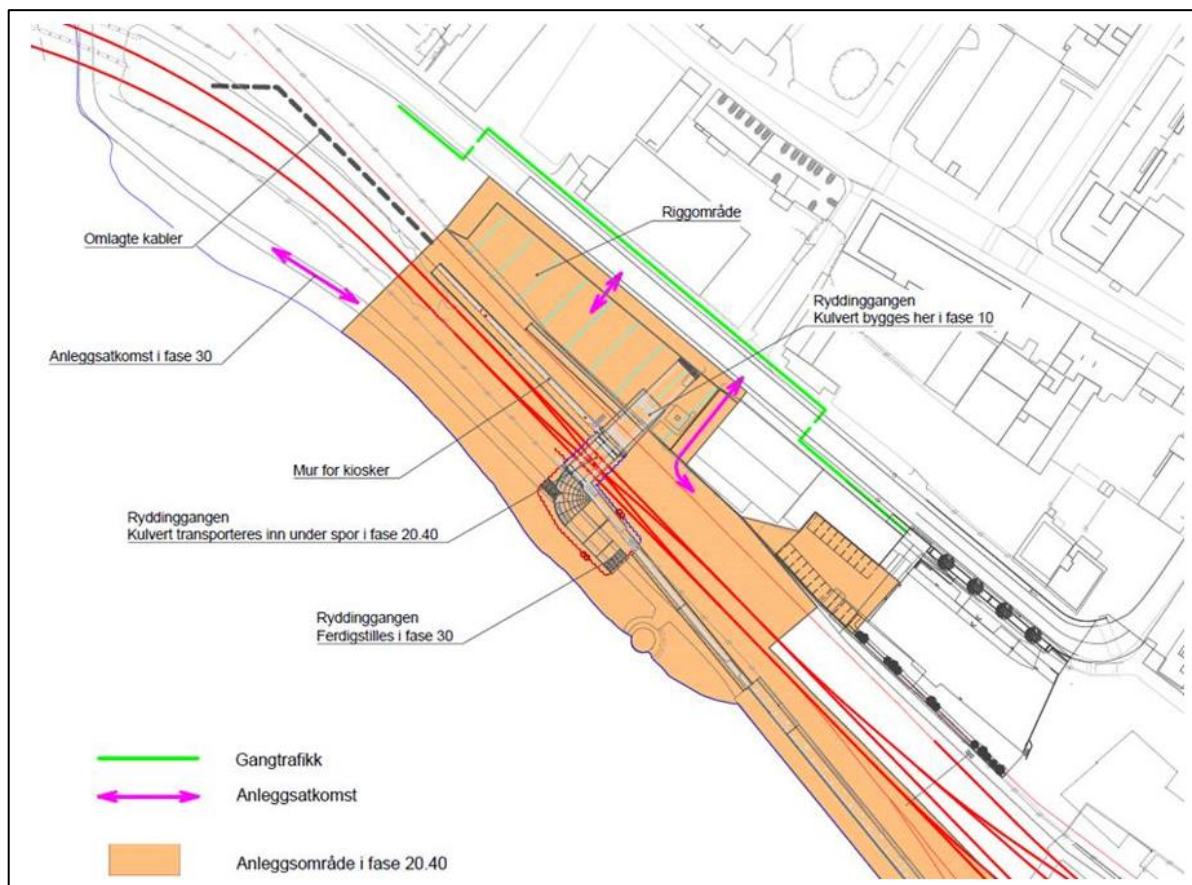 Riggområde
Omlagte kabler
Ryddinggangen
Kulvert bygges her i fase 10
Anleggsatkomst i fase 30
Mur for kiosker
Ryddinggangen
Kulvert transporteres inn under spor i fase 20.40
Ryddinggangen
Ferdigstilles i fase 30
Gangtrafikk
Anleggsatkomst
Anleggsområde i fase 20.40